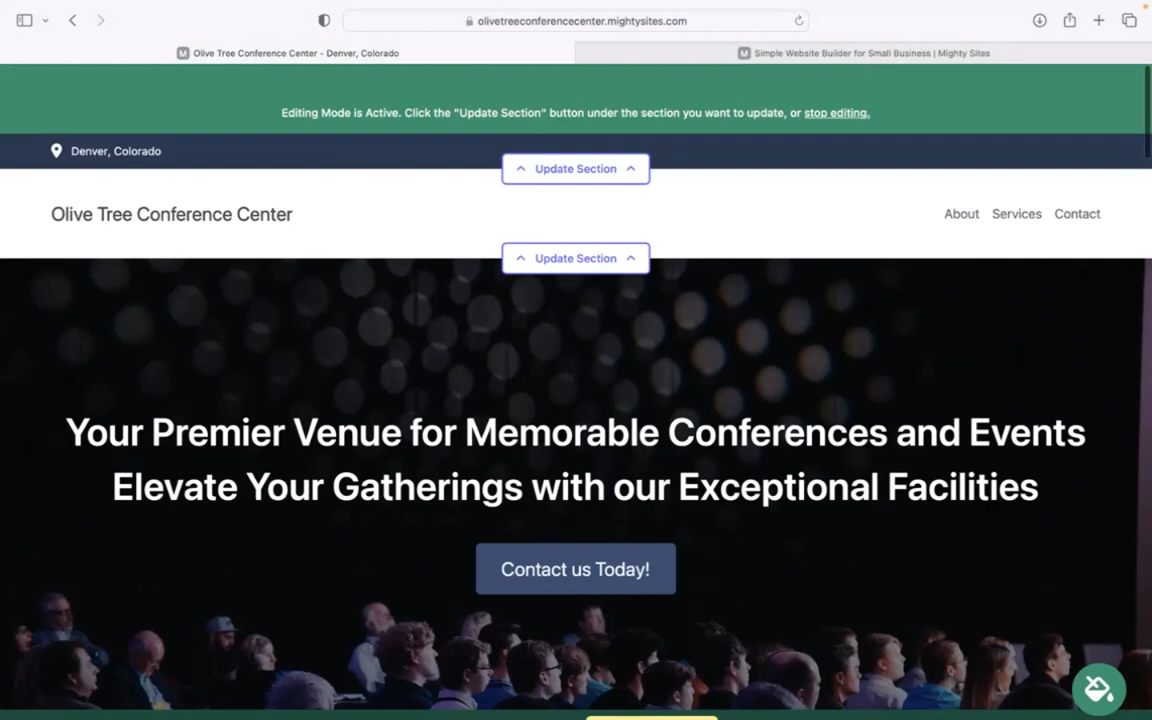 olivetreeconferencecenter.mightysites.com
Olive Tree Conference Center - Denver, Colorado
Simple Website Builder for Small Business | Mighty Sites
Editing Mode is Active. Click the "Update Section" button under the section you want to update, or stop editing.
Denver, Colorado
Update Section
Olive Tree Conference Center
About
Services
Contact
Update Section
Your Premier Venue for Memorable Conferences and Events
Elevate Your Gatherings with our Exceptional Facilities
Contact us Today!